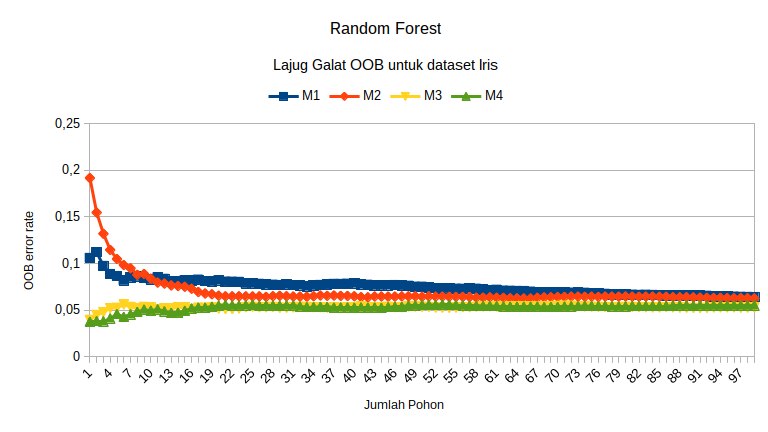 Random Forest
Lajug Galat OOB untuk dataset Iris
M1 M2 M3 M4
0,25
0,2
0,15
0,1
0,05
0
OOB error rate
1 4 7 10 13 16 19 22 25 28 31 34 37 40 43 46 49 52 55 58 61 64 67 70 73 76 79 82 85 88 91 94 97
Jumlah Pohon